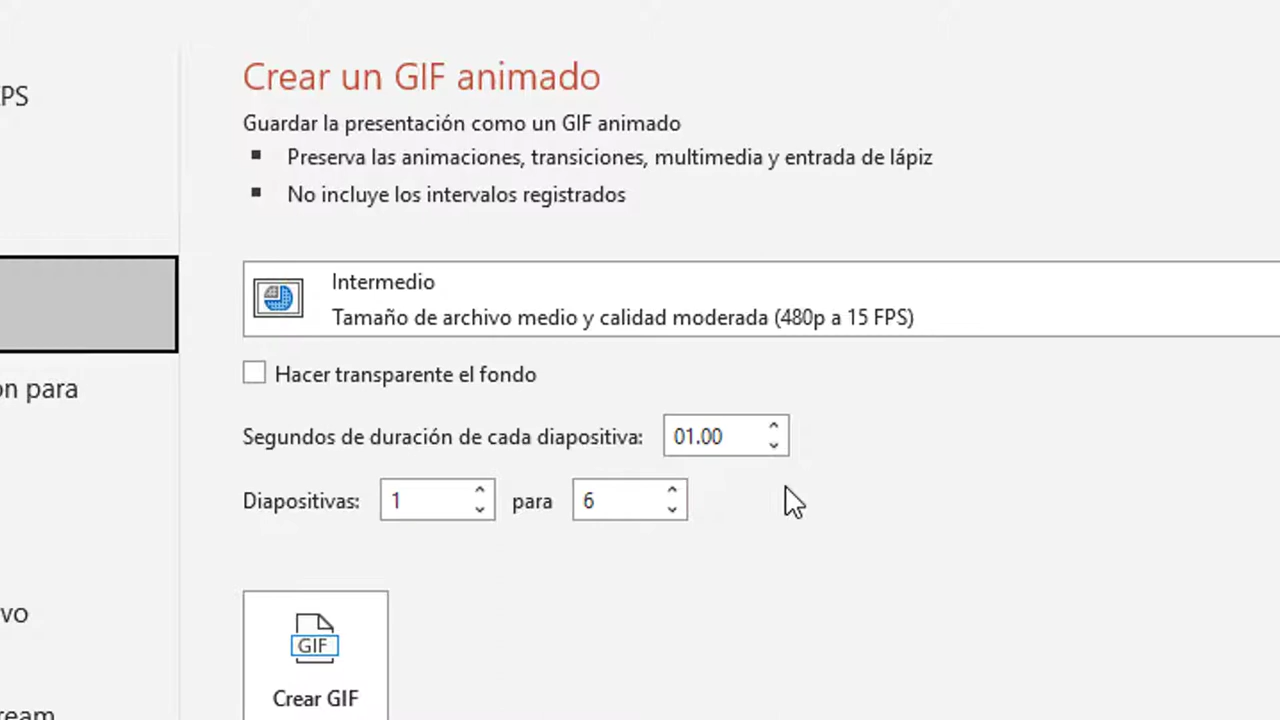 Crear un GIF animado
PS
Guardar la presentación como un GIF animado
Preserva las animaciones, transiciones, multimedia y entrada de lápiz
No incluye los intervalos registrados
Intermedio
Tamaño de archivo medio y calidad moderada (480p a 15 FPS)
Hacer transparente el fondo
ón para
Segundos de duración de cada diapositiva: 01.00
Diapositivas: 1 para 6
vo
GIF
Crear GIF
ream